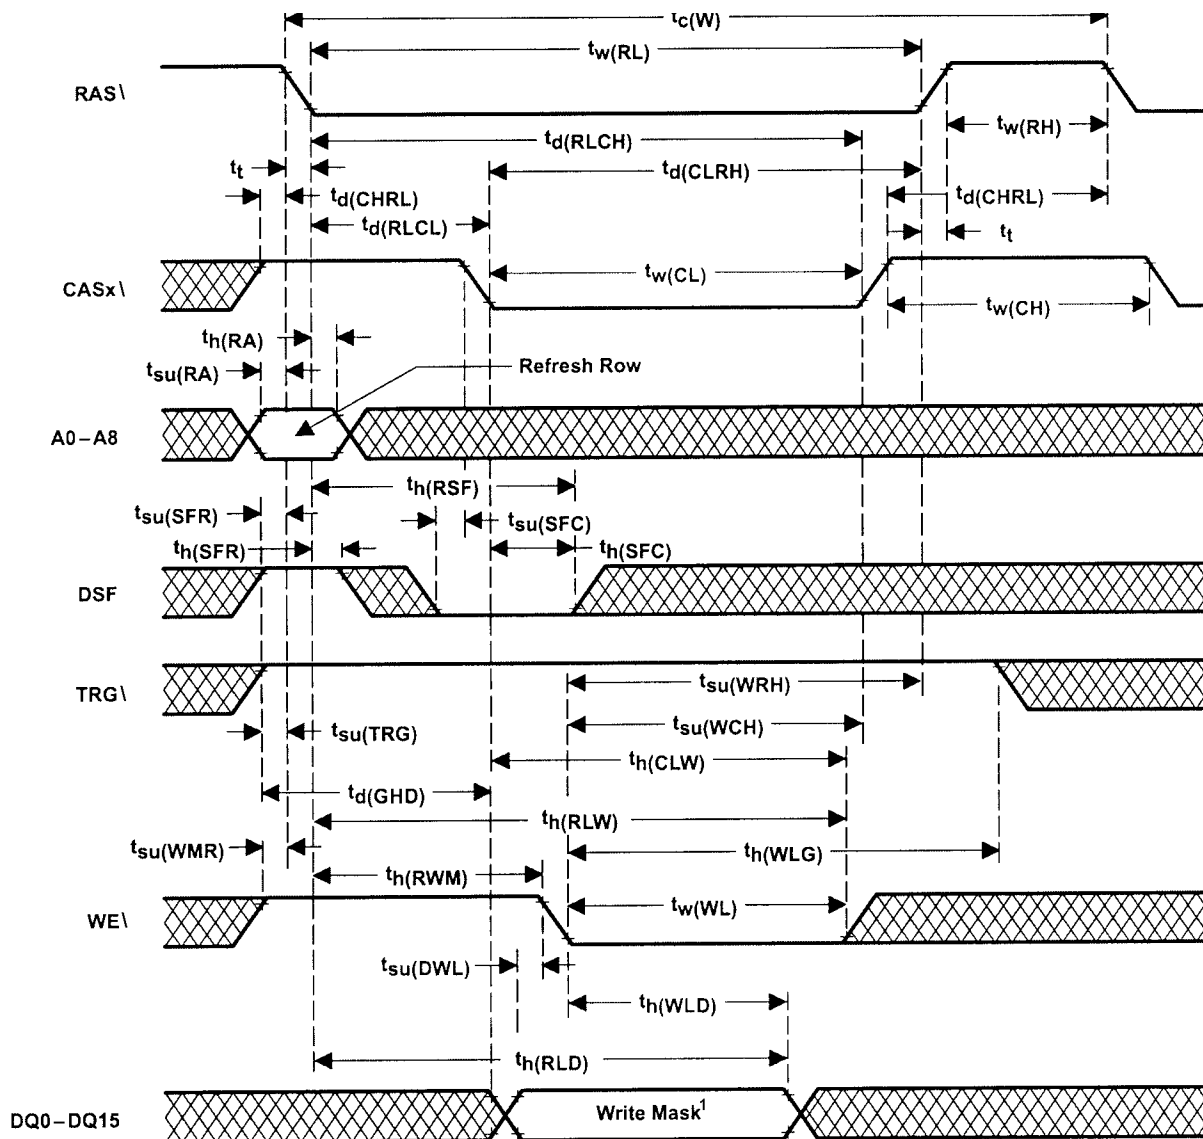 tc(W)
tw(RL)
RAS\
td(RLCH)
tw(RH)
tt
td(CLRH)
td(CHRL)
td(CHRL)
td(RLCL)
tt
CASx\
tw(CL)
tw(CH)
th(RA)
tsu(RA)
Refresh Row
A0–A8
th(RSF)
tsu(SFR)
tsu(SFC)
th(SFR)
th(SFC)
DSF
TRG\
tsu(WRH)
tsu(TRG)
tsu(WCH)
th(CLW)
td(GHD)
th(RLW)
tsu(WMR)
th(WLG)
th(RWM)
WE\
tw(WL)
tsu(DWL)
th(WLD)
th(RLD)
DQ0–DQ15
Write Mask¹